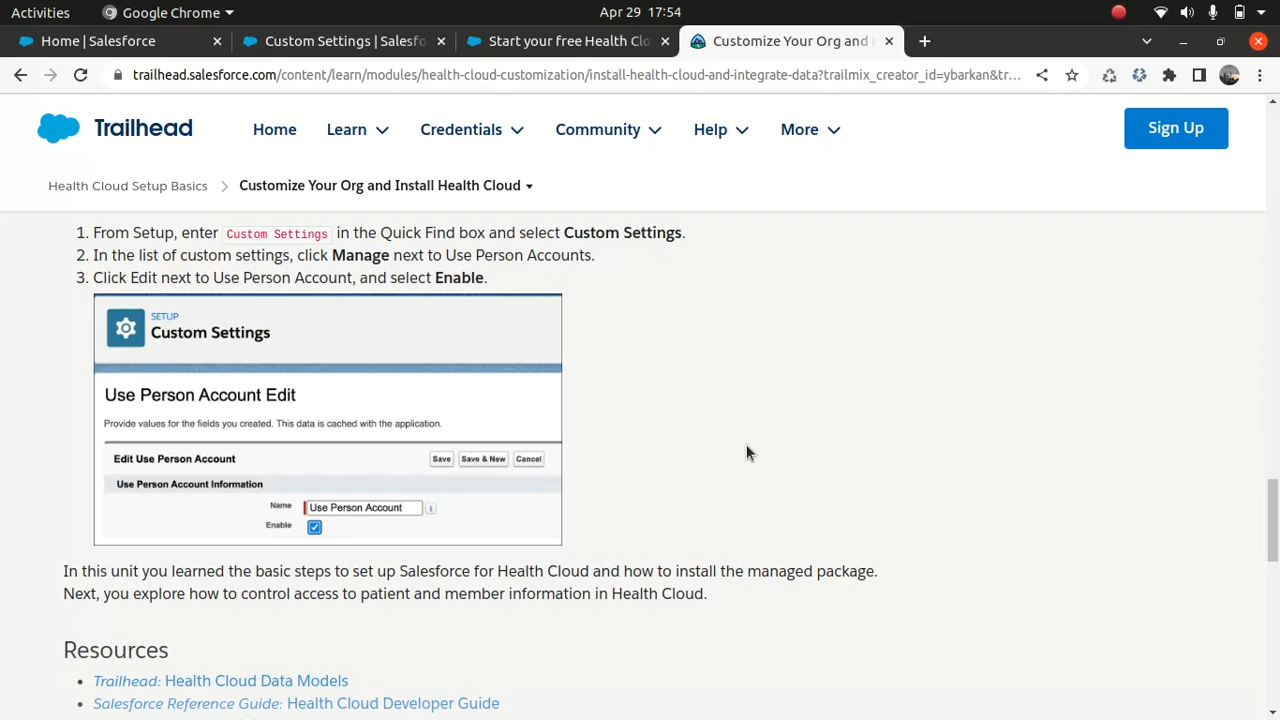 Activities
Google Chrome
Apr 29 17:54
Home | Salesforce
Custom Settings | Salesfo
Start your free Health Clo
Customize Your Org and I
trailhead.salesforce.com/content/learn/modules/health-cloud-customization/install-health-cloud-and-integrate-data?trailmix_creator_id=ybarkan&tr...
Trailhead
Home
Learn
Credentials
Community
Help
More
Sign Up
Health Cloud Setup Basics
Customize Your Org and Install Health Cloud
1. From Setup, enter Custom Settings in the Quick Find box and select Custom Settings.
2. In the list of custom settings, click Manage next to Use Person Accounts.
3. Click Edit next to Use Person Account, and select Enable.
SETUP
Custom Settings
Use Person Account Edit
Provide values for the fields you created. This data is cached with the application.
Edit Use Person Account
Save
Save & New
Cancel
Use Person Account Information
Name
Use Person Account
i
Enable
In this unit you learned the basic steps to set up Salesforce for Health Cloud and how to install the managed package.
Next, you explore how to control access to patient and member information in Health Cloud.
Resources
• Trailhead: Health Cloud Data Models
• Salesforce Reference Guide: Health Cloud Developer Guide